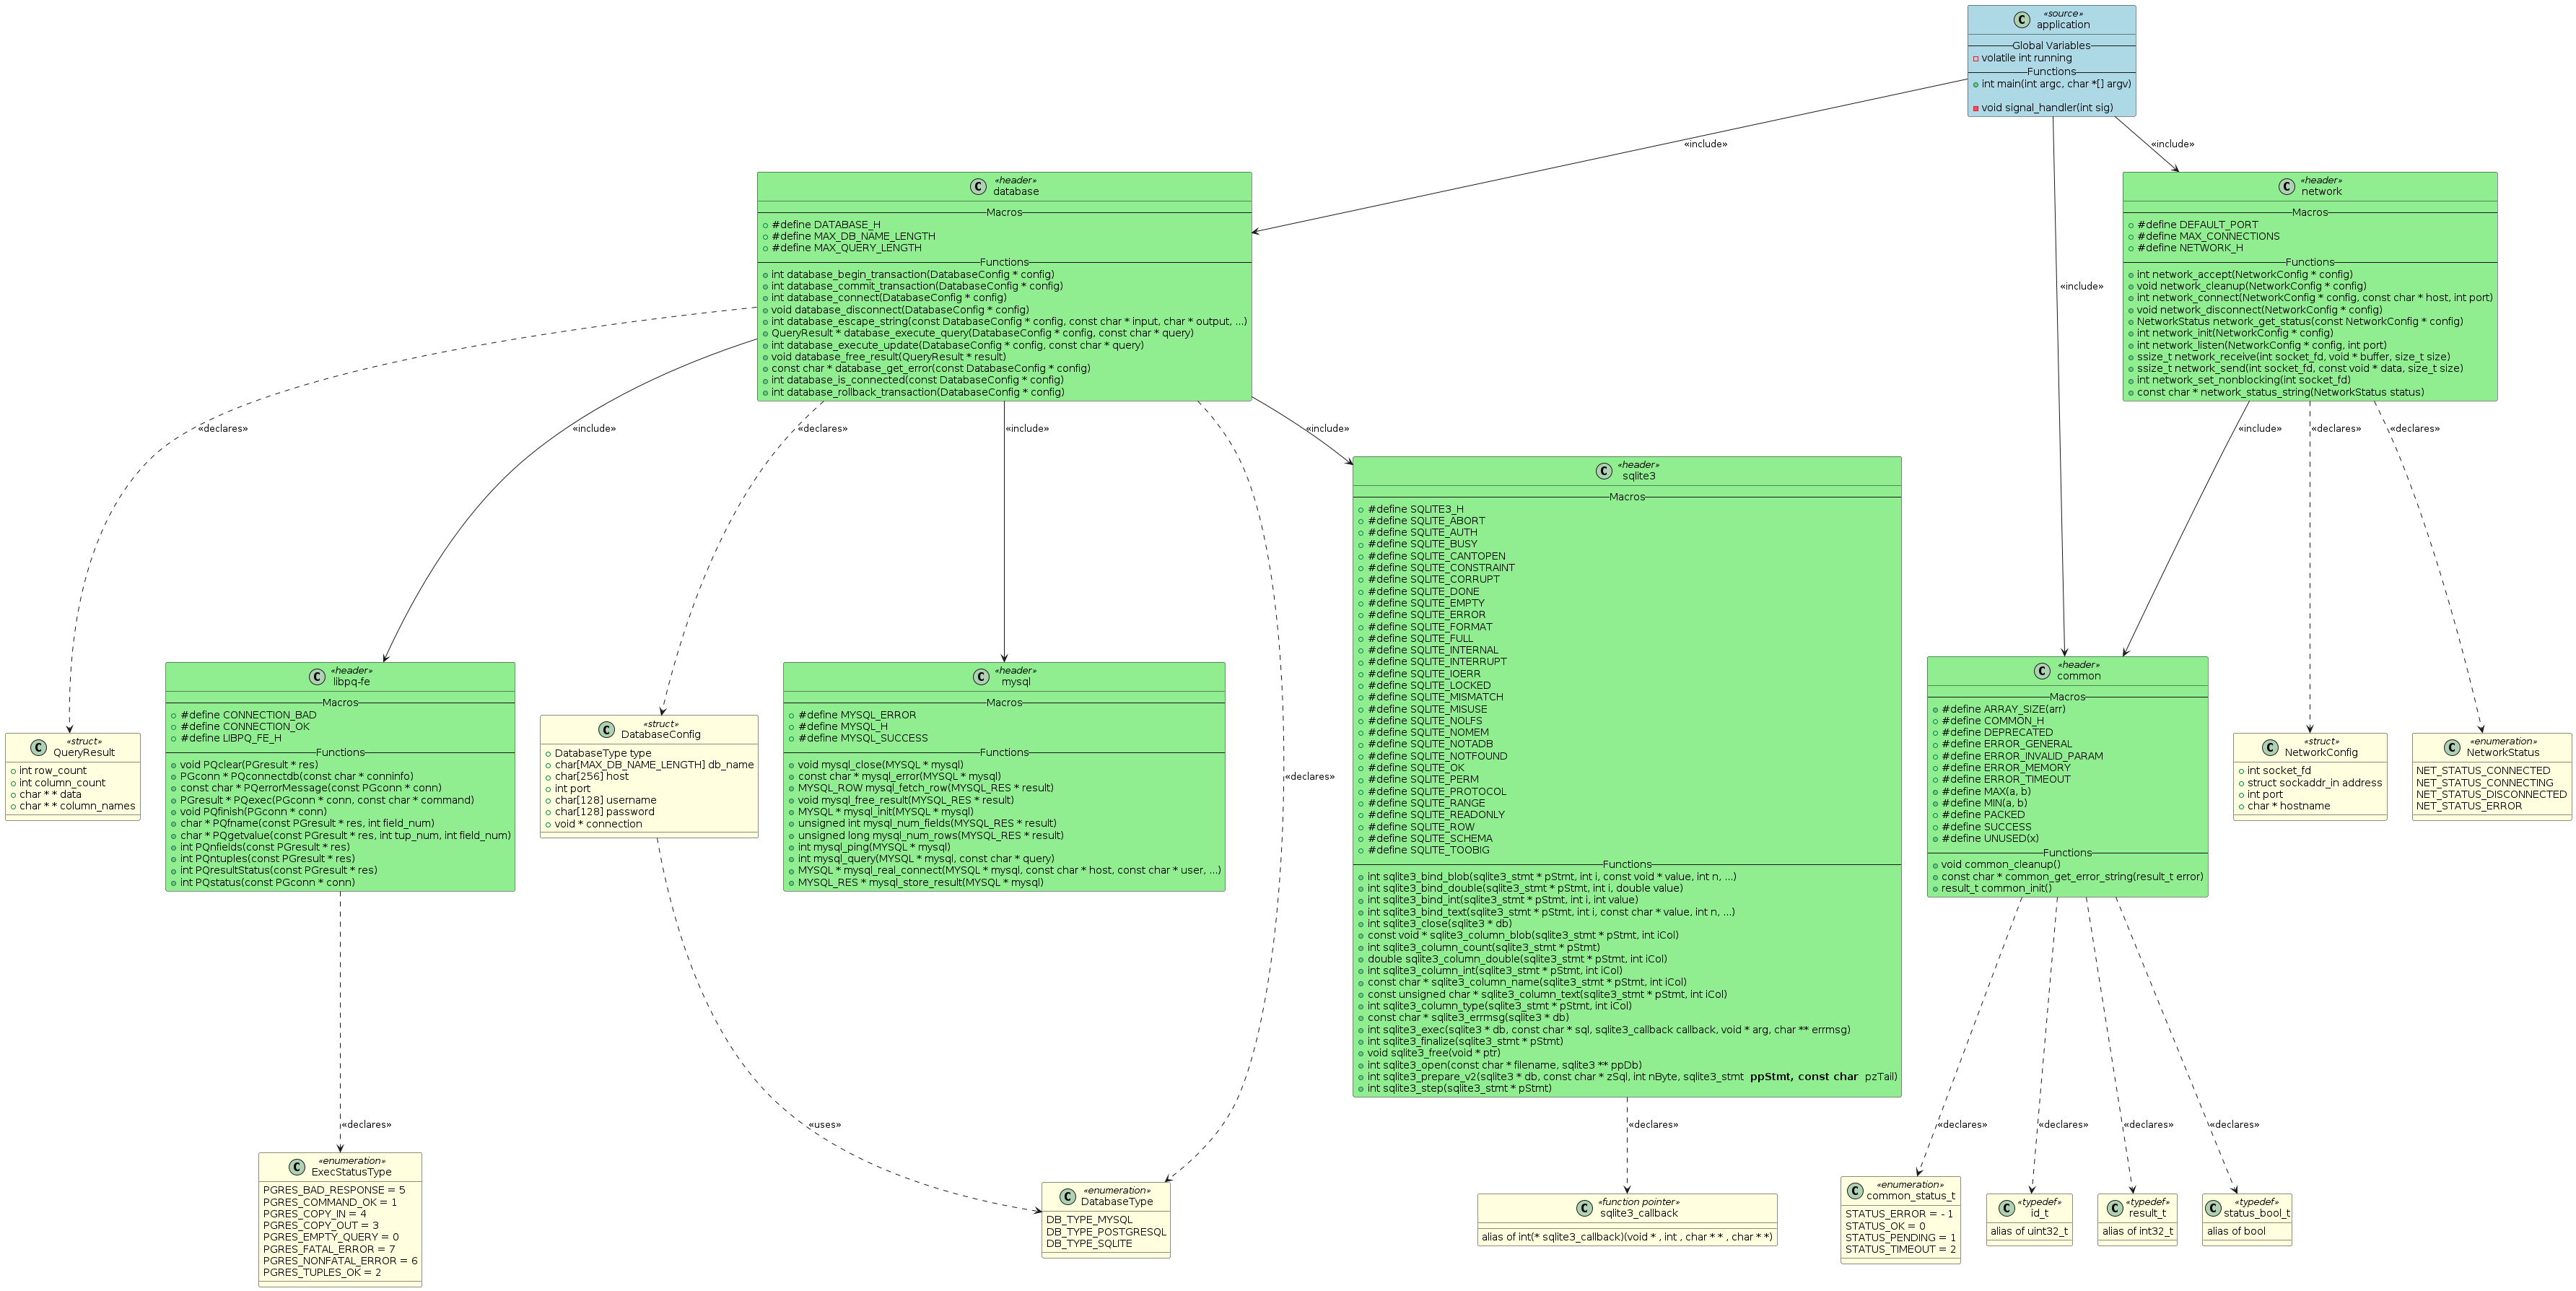 «source»
C application
Global Variables
volatile int running
Functions
int main(int argc, char *[] argv)
void signal_handler(int sig)
«include»
«include»
«include»
«header»
C database
Macros
#define DATABASE_H
#define MAX_DB_NAME_LENGTH
#define MAX_QUERY_LENGTH
Functions
int database_begin_transaction(DatabaseConfig * config)
int database_commit_transaction(DatabaseConfig * config)
int database_connect(DatabaseConfig * config)
void database_disconnect(DatabaseConfig * config)
int database_escape_string(const DatabaseConfig * config, const char * input, char * output, ...)
QueryResult * database_execute_query(DatabaseConfig * config, const char * query)
int database_execute_update(DatabaseConfig * config, const char * query)
void database_free_result(QueryResult * result)
const char * database_get_error(const DatabaseConfig * config)
int database_is_connected(const DatabaseConfig * config)
int database_rollback_transaction(DatabaseConfig * config)
«header»
C network
Macros
#define DEFAULT_PORT
#define MAX_CONNECTIONS
#define NETWORK_H
Functions
int network_accept(NetworkConfig * config)
void network_cleanup(NetworkConfig * config)
int network_connect(NetworkConfig * config, const char * host, int port)
void network_disconnect(NetworkConfig * config)
NetworkStatus network_get_status(const NetworkConfig * config)
int network_init(NetworkConfig * config)
int network_listen(NetworkConfig * config, int port)
ssize_t network_receive(int socket_fd, void * buffer, size_t size)
ssize_t network_send(int socket_fd, const void * data, size_t size)
int network_set_nonblocking(int socket_fd)
const char * network_status_string(NetworkStatus status)
«declares»
«include»
«declares»
«include»
«declares»
«include»
«include»
«declares»
«declares»
«struct»
C QueryResult
int row_count
int column_count
char * * data
char * * column_names
«header»
C libpq-fe
Macros
#define CONNECTION_BAD
#define CONNECTION_OK
#define LIBPQ_FE_H
Functions
void PQclear(PGresult * res)
PGconn * PQconnectdb(const char * conninfo)
const char * PQerrorMessage(const PGconn * conn)
PGresult * PQexec(PGconn * conn, const char * command)
void PQfinish(PGconn * conn)
char * PQfname(const PGresult * res, int field_num)
char * PQgetvalue(const PGresult * res, int tup_num, int field_num)
int PQnfields(const PGresult * res)
int PQntuples(const PGresult * res)
int PQresultStatus(const PGresult * res)
int PQstatus(const PGconn * conn)
«struct»
C DatabaseConfig
DatabaseType type
char[MAX_DB_NAME_LENGTH] db_name
char[256] host
int port
char[128] username
char[128] password
void * connection
«header»
C mysql
Macros
#define MYSQL_ERROR
#define MYSQL_H
#define MYSQL_SUCCESS
Functions
void mysql_close(MYSQL * mysql)
const char * mysql_error(MYSQL * mysql)
MYSQL_ROW mysql_fetch_row(MYSQL_RES * result)
void mysql_free_result(MYSQL_RES * result)
MYSQL * mysql_init(MYSQL * mysql)
unsigned int mysql_num_fields(MYSQL_RES * result)
unsigned long mysql_num_rows(MYSQL_RES * result)
int mysql_ping(MYSQL * mysql)
int mysql_query(MYSQL * mysql, const char * query)
MYSQL * mysql_real_connect(MYSQL * mysql, const char * host, const char * user, ...)
MYSQL_RES * mysql_store_result(MYSQL * mysql)
«header»
C sqlite3
Macros
#define SQLITE3_H
#define SQLITE_ABORT
#define SQLITE_AUTH
#define SQLITE_BUSY
#define SQLITE_CANTOPEN
#define SQLITE_CONSTRAINT
#define SQLITE_CORRUPT
#define SQLITE_DONE
#define SQLITE_EMPTY
#define SQLITE_ERROR
#define SQLITE_FORMAT
#define SQLITE_FULL
#define SQLITE_INTERNAL
#define SQLITE_INTERRUPT
#define SQLITE_IOERR
#define SQLITE_LOCKED
#define SQLITE_MISMATCH
#define SQLITE_MISUSE
#define SQLITE_NOLFS
#define SQLITE_NOMEM
#define SQLITE_NOTADB
#define SQLITE_NOTFOUND
#define SQLITE_OK
#define SQLITE_PERM
#define SQLITE_PROTOCOL
#define SQLITE_RANGE
#define SQLITE_READONLY
#define SQLITE_ROW
#define SQLITE_SCHEMA
#define SQLITE_TOOBIG
Functions
int sqlite3_bind_blob(sqlite3_stmt * pStmt, int i, const void * value, int n, ...)
int sqlite3_bind_double(sqlite3_stmt * pStmt, int i, double value)
int sqlite3_bind_int(sqlite3_stmt * pStmt, int i, int value)
int sqlite3_bind_text(sqlite3_stmt * pStmt, int i, const char * value, int n, ...)
int sqlite3_close(sqlite3 * db)
const void * sqlite3_column_blob(sqlite3_stmt * pStmt, int iCol)
int sqlite3_column_count(sqlite3_stmt * pStmt)
double sqlite3_column_double(sqlite3_stmt * pStmt, int iCol)
int sqlite3_column_int(sqlite3_stmt * pStmt, int iCol)
const char * sqlite3_column_name(sqlite3_stmt * pStmt, int iCol)
const unsigned char * sqlite3_column_text(sqlite3_stmt * pStmt, int iCol)
int sqlite3_column_type(sqlite3_stmt * pStmt, int iCol)
const char * sqlite3_errmsg(sqlite3 * db)
int sqlite3_exec(sqlite3 * db, const char * sql, sqlite3_callback callback, void * arg, char ** errmsg)
int sqlite3_finalize(sqlite3_stmt * pStmt)
void sqlite3_free(void * ptr)
int sqlite3_open(const char * filename, sqlite3 ** ppDb)
int sqlite3_prepare_v2(sqlite3 * db, const char * zSql, int nByte, sqlite3_stmt ppStmt, const char pzTail)
int sqlite3_step(sqlite3_stmt * pStmt)
«header»
C common
Macros
#define ARRAY_SIZE(arr)
#define COMMON_H
#define DEPRECATED
#define ERROR_GENERAL
#define ERROR_INVALID_PARAM
#define ERROR_MEMORY
#define ERROR_TIMEOUT
#define MAX(a, b)
#define MIN(a, b)
#define PACKED
#define SUCCESS
#define UNUSED(x)
Functions
void common_cleanup()
const char * common_get_error_string(result_t error)
result_t common_init()
«struct»
C NetworkConfig
int socket_fd
struct sockaddr_in address
int port
char * hostname
«enumeration»
C NetworkStatus
NET_STATUS_CONNECTED
NET_STATUS_CONNECTING
NET_STATUS_DISCONNECTED
NET_STATUS_ERROR
«declares»
«declares»
«uses»
«declares»
«declares»
«declares»
«declares»
«declares»
«enumeration»
C ExecStatusType
PGRES_BAD_RESPONSE = 5
PGRES_COMMAND_OK = 1
PGRES_COPY_IN = 4
PGRES_COPY_OUT = 3
PGRES_EMPTY_QUERY = 0
PGRES_FATAL_ERROR = 7
PGRES_NONFATAL_ERROR = 6
PGRES_TUPLES_OK = 2
«enumeration»
C DatabaseType
DB_TYPE_MYSQL
DB_TYPE_POSTGRESQL
DB_TYPE_SQLITE
«function pointer»
C sqlite3_callback
alias of int(* sqlite3_callback)(void * , int , char * * , char * *)
«enumeration»
C common_status_t
STATUS_ERROR = - 1
STATUS_OK = 0
STATUS_PENDING = 1
STATUS_TIMEOUT = 2
«typedef»
C id_t
alias of uint32_t
«typedef»
C result_t
alias of int32_t
«typedef»
C status_bool_t
alias of bool